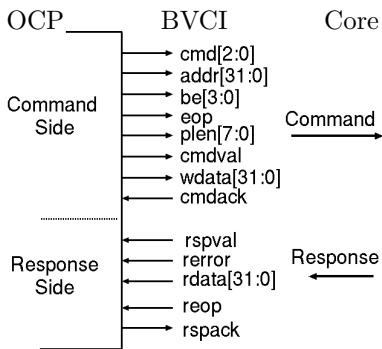 OCP BVCI Core
cmd[2:0]
addr[31:0]
be[3:0]
eop
plen[7:0]
cmdval
wdata[31:0]
cmdack
Command
Side
Command
rspval
rerror
rdata[31:0]
reop
rspack
Response
Side
Response